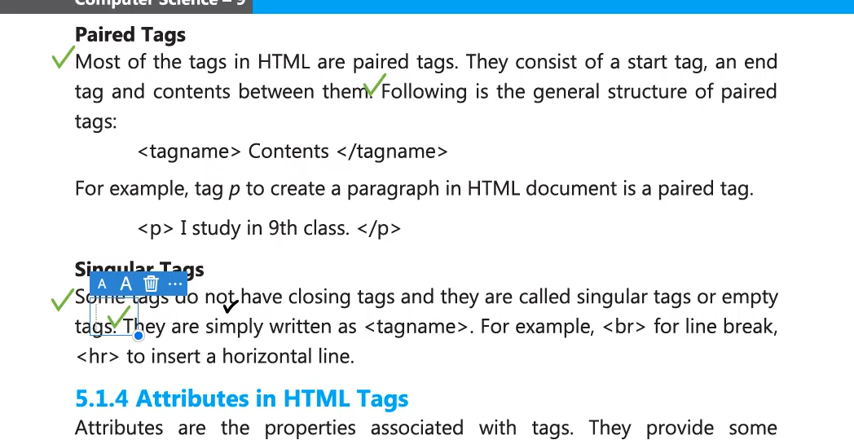 Computer Science – 9
Paired Tags
Most of the tags in HTML are paired tags. They consist of a start tag, an end
tag and contents between them. Following is the general structure of paired
tags:
<tagname> Contents </tagname>
For example, tag p to create a paragraph in HTML document is a paired tag.
<p> I study in 9th class. </p>
Singular Tags
A A ...
Some tags do not have closing tags and they are called singular tags or empty
tags. They are simply written as <tagname>. For example, <br> for line break,
<hr> to insert a horizontal line.
5.1.4 Attributes in HTML Tags
Attributes are the properties associated with tags. They provide some